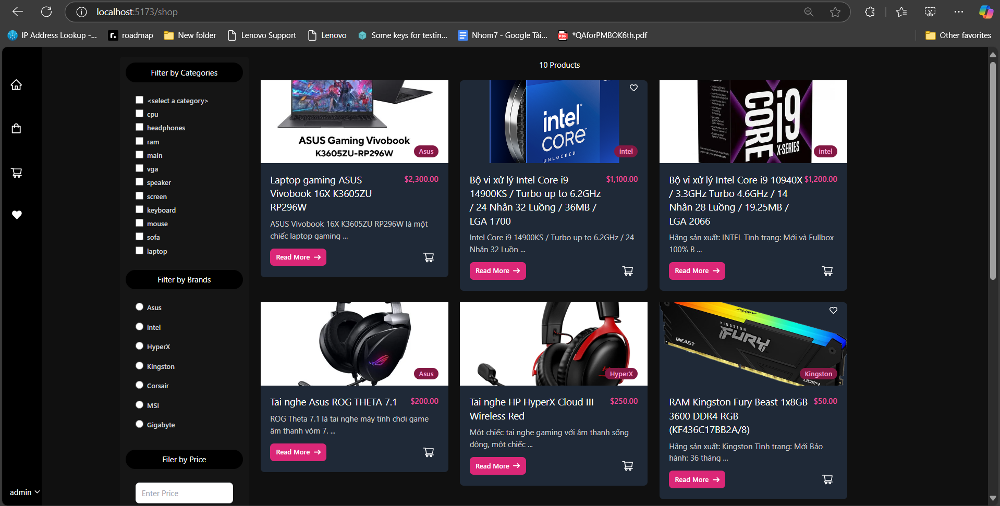 localhost:5173/shop
IP Address Lookup -...
roadmap
New folder
Lenovo Support
Lenovo
Some keys for testin...
Nhom7 - Google Tài...
*QAforPMBOK6th.pdf
Other favorites
Filter by Categories
<select a category>
cpu
headphones
ram
main
vga
speaker
screen
keyboard
mouse
sofa
laptop
Filter by Brands
Asus
intel
HyperX
Kingston
Corsair
MSI
Gigabyte
Filer by Price
Enter Price
admin
10 Products
ASUS Gaming Vivobook
K3605ZU-RP296W
Asus
Laptop gaming ASUS
Vivobook 16X K3605ZU
RP296W
$2,300.00
ASUS Vivobook 16X K3605ZU RP296W là một
chiếc laptop gaming ...
Read More
intel
CORE
UNLOCKED
intel
Bộ vi xử lý Intel Core i9
14900KS / Turbo up to 6.2GHz
/ 24 Nhân 32 Luồng / 36MB /
LGA 1700
$1,100.00
Intel Core i9 14900KS / Turbo up to 6.2GHz / 24
Nhân 32 Luồn ...
Read More
CORE i9
X-SERIES
intel
Bộ vi xử lý Intel Core i9 10940X
/ 3.3GHz Turbo 4.6GHz / 14
Nhân 28 Luồng / 19.25MB /
LGA 2066
$1,200.00
Hãng sản xuất: INTEL Tình trạng: Mới và Fullbox
100% B ...
Read More
Asus
Tai nghe Asus ROG THETA 7.1
$200.00
ROG Theta 7.1 là tai nghe máy tính chơi game
âm thanh vòm 7. ...
Read More
HyperX
Tai nghe HP HyperX Cloud III
Wireless Red
$250.00
Một chiếc tai nghe gaming với âm thanh sống
động, một chiếc ...
Read More
FURY
KINGSTON
FURY
BEAST
DDR4
Kingston
RAM Kingston Fury Beast 1x8GB
3600 DDR4 RGB
(KF436C17BB2A/8)
$50.00
Hãng sản xuất: Kingston Tình trạng: Mới Bảo
hành: 36 tháng ...
Read More